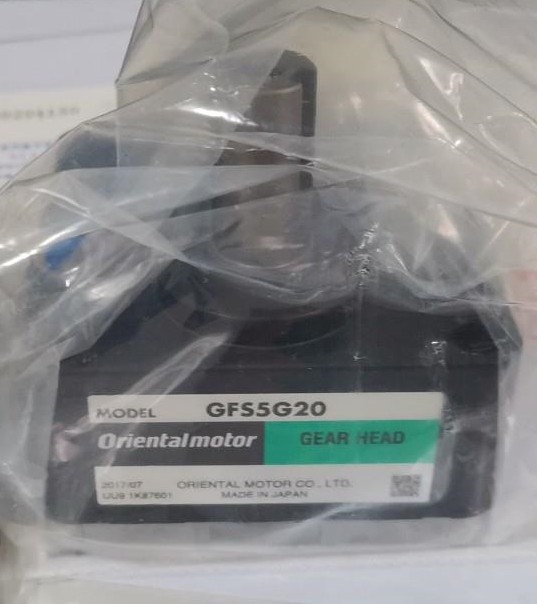 MODEL GFS5G20
Orientalmotor GEAR HEAD
2017/07 ORIENTAL MOTOR CO., LTD.
MADE IN JAPAN